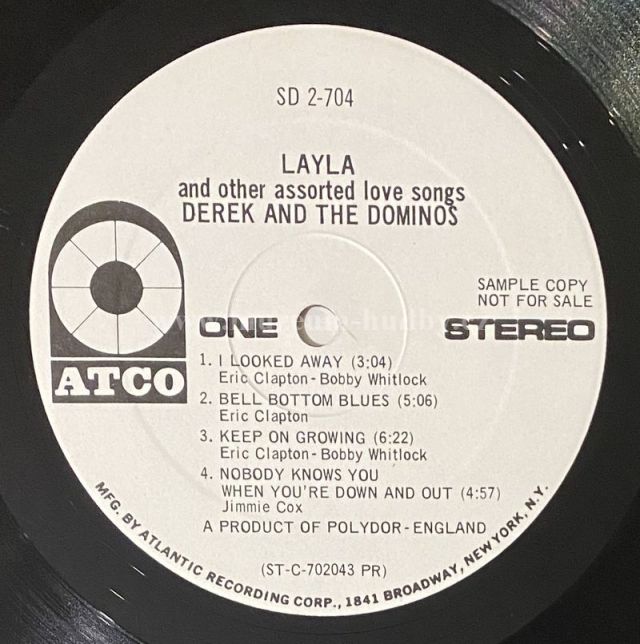 SD 2-704
LAYLA
and other assorted love songs
DEREK AND THE DOMINOS
SAMPLE COPY
NOT FOR SALE
ONE
STEREO
ATCO
1. I LOOKED AWAY (3:04)
Eric Clapton - Bobby Whitlock
2. BELL BOTTOM BLUES (5:06)
Eric Clapton
3. KEEP ON GROWING (6:22)
Eric Clapton - Bobby Whitlock
4. NOBODY KNOWS YOU
WHEN YOU'RE DOWN AND OUT (4:57)
Jimmie Cox
A PRODUCT OF POLYDOR - ENGLAND
(ST-C-702043 PR)
MFG. BY ATLANTIC RECORDING CORP., 1841 BROADWAY, NEW YORK, N.Y.